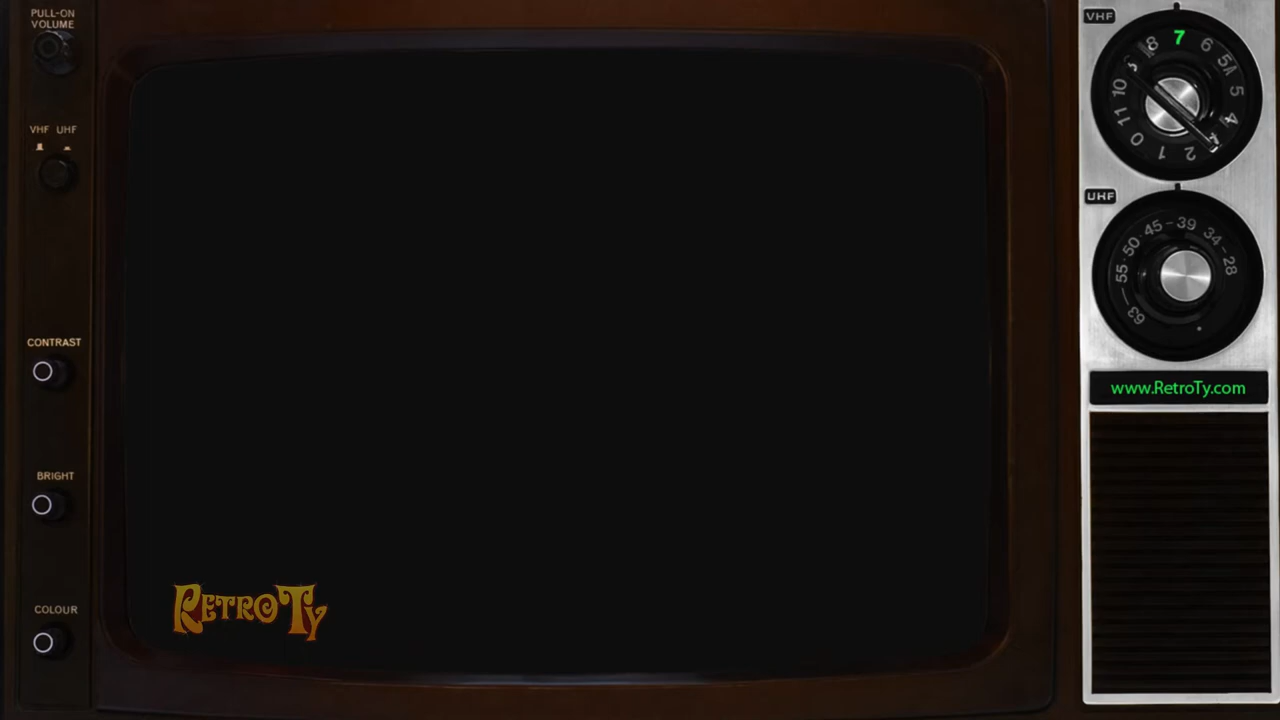 PULL-ON
VOLUME
VHF UHF
CONTRAST
BRIGHT
COLOUR
RETROTY
VHF
7
6
5A
5
4
2
1
0
11
10
8
UHF
63
55
50
45
39
34
28
www.RetroTy.com